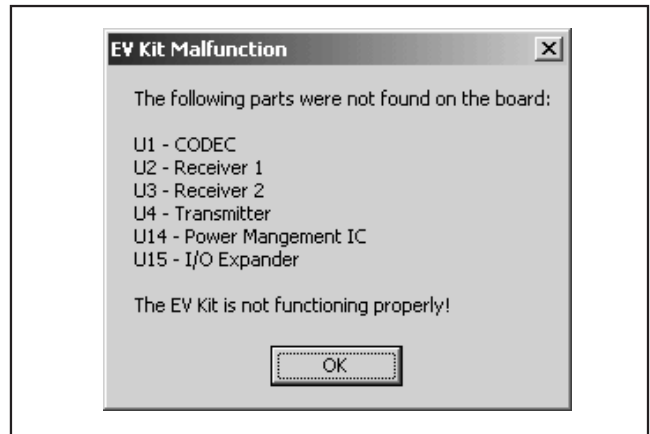 EV Kit Malfunction
The following parts were not found on the board:
U1 - CODEC
U2 - Receiver 1
U3 - Receiver 2
U4 - Transmitter
U14 - Power Mangement IC
U15 - I/O Expander
The EV Kit is not functioning properly!
OK